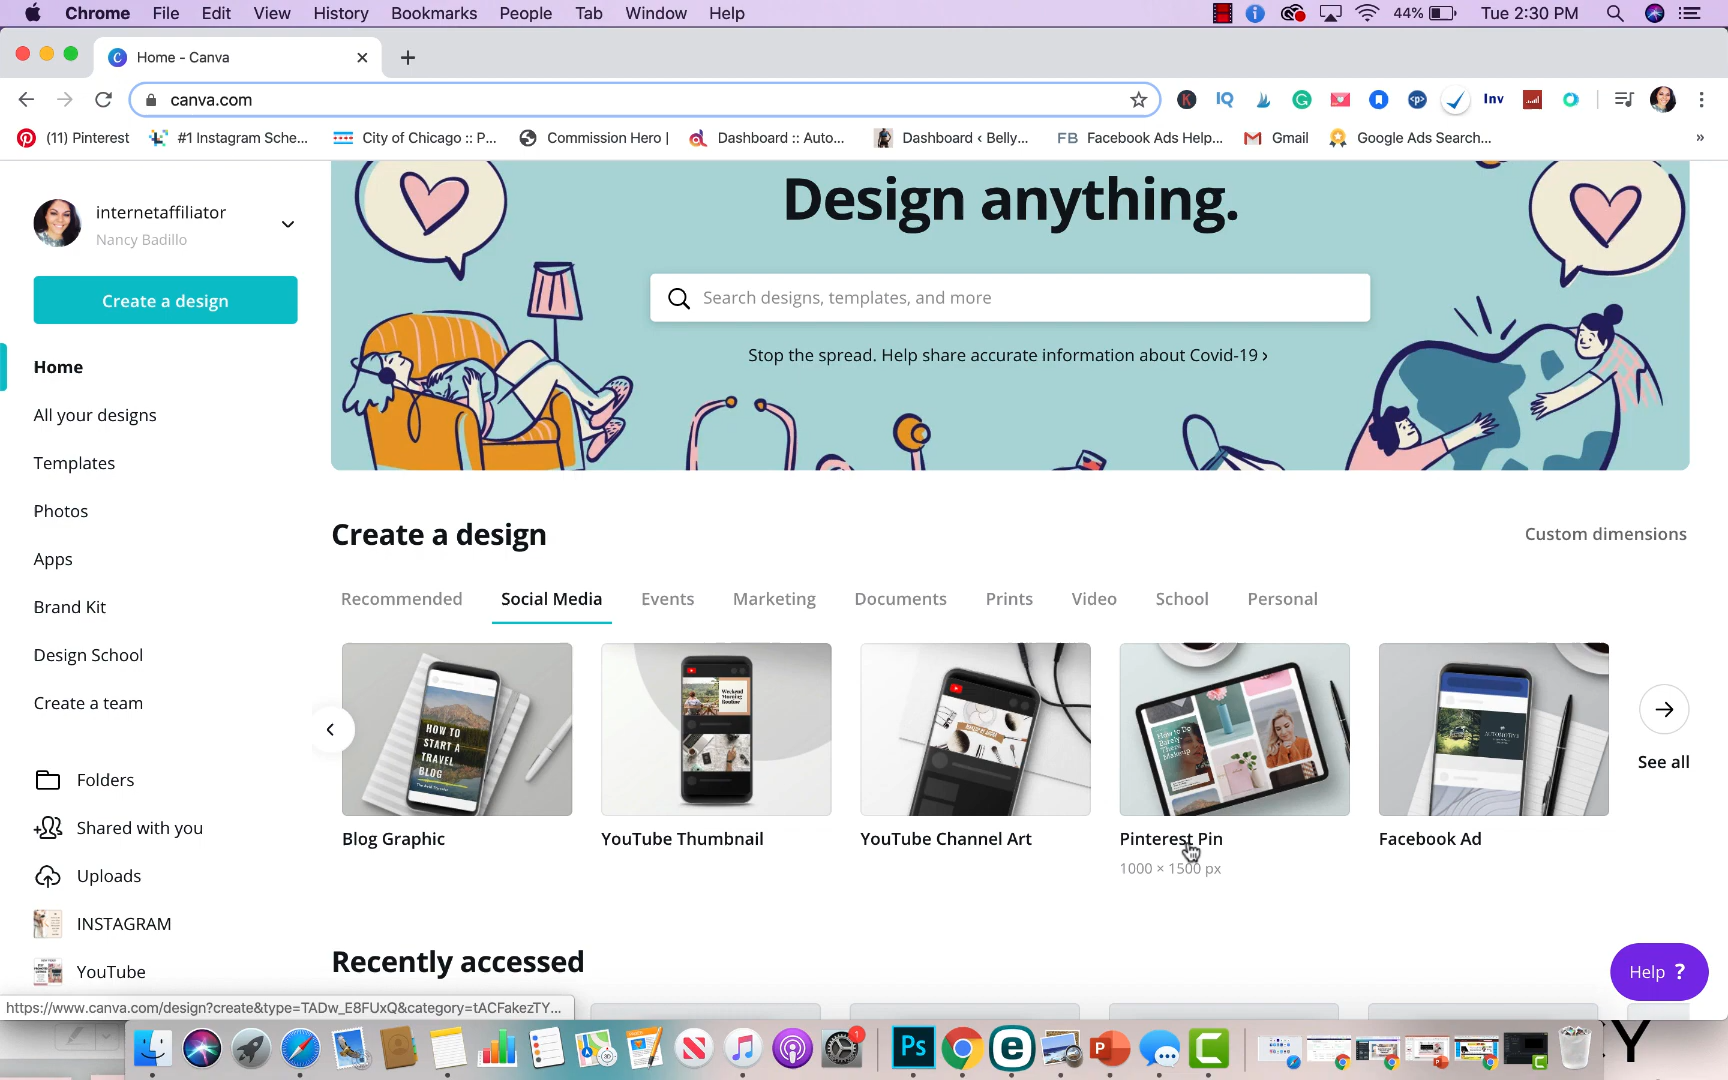 Chrome File Edit View History Bookmarks People Tab Window Help 44% Tue 2:30 PM
Home - Canva
canva.com
(11) Pinterest #1 Instagram Sche... City of Chicago :: P... Commission Hero | Dashboard :: Auto... Dashboard ‹ Belly... FB Facebook Ads Help... Gmail Google Ads Search... »
internetaffiliator
Nancy Badillo
Create a design
Home
All your designs
Templates
Photos
Apps
Brand Kit
Design School
Create a team
Folders
Shared with you
Uploads
INSTAGRAM
YouTube
https://www.canva.com/design?create&type=TADw_E8FUxQ&category=tACFakezTY...
Design anything.
Search designs, templates, and more
Stop the spread. Help share accurate information about Covid-19 ›
Create a design
Custom dimensions
Recommended Social Media Events Marketing Documents Prints Video School Personal
HOW TO
START A
TRAVEL
BLOG
Blog Graphic
YouTube Thumbnail
YouTube Channel Art
Pinterest Pin
1000 × 1500 px
Facebook Ad
See all
Recently accessed
Help ?
Ps
Y